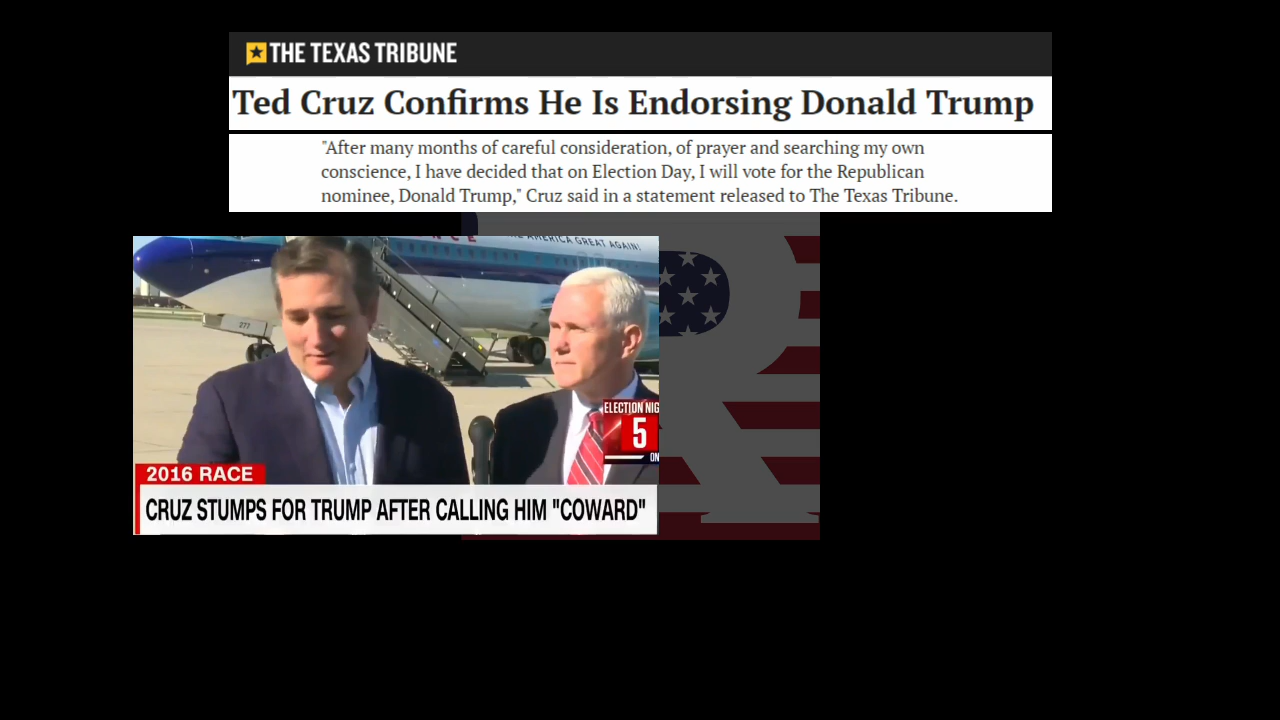 THE TEXAS TRIBUNE
Ted Cruz Confirms He Is Endorsing Donald Trump
"After many months of careful consideration, of prayer and searching my own
conscience, I have decided that on Election Day, I will vote for the Republican
nominee, Donald Trump," Cruz said in a statement released to The Texas Tribune.
AMERICA GREAT AGAIN!
277
ELECTION NIG
5
ON
2016 RACE
CRUZ STUMPS FOR TRUMP AFTER CALLING HIM "COWARD"